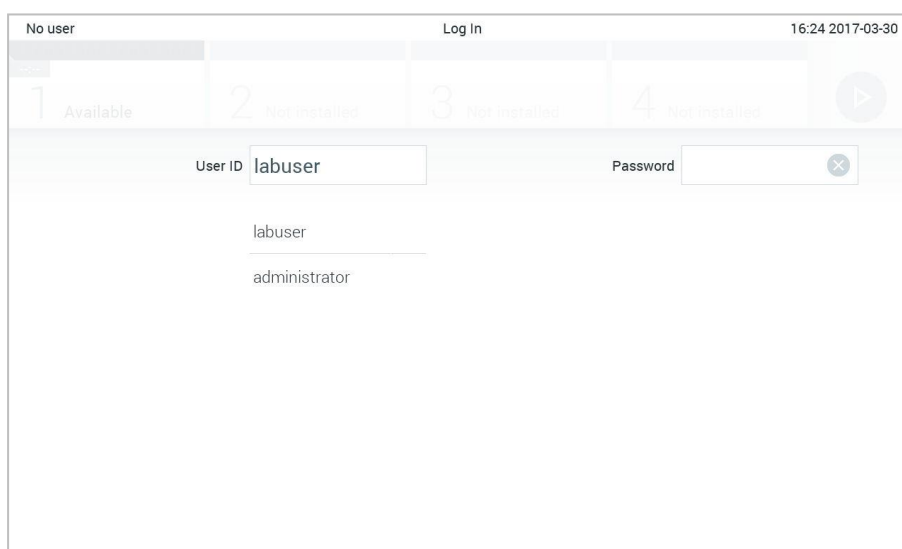 No user Log In 16:24 2017-03-30
1 Available 2 Not installed 3 Not installed 4 Not installed
User ID labuser Password
labuser
administrator